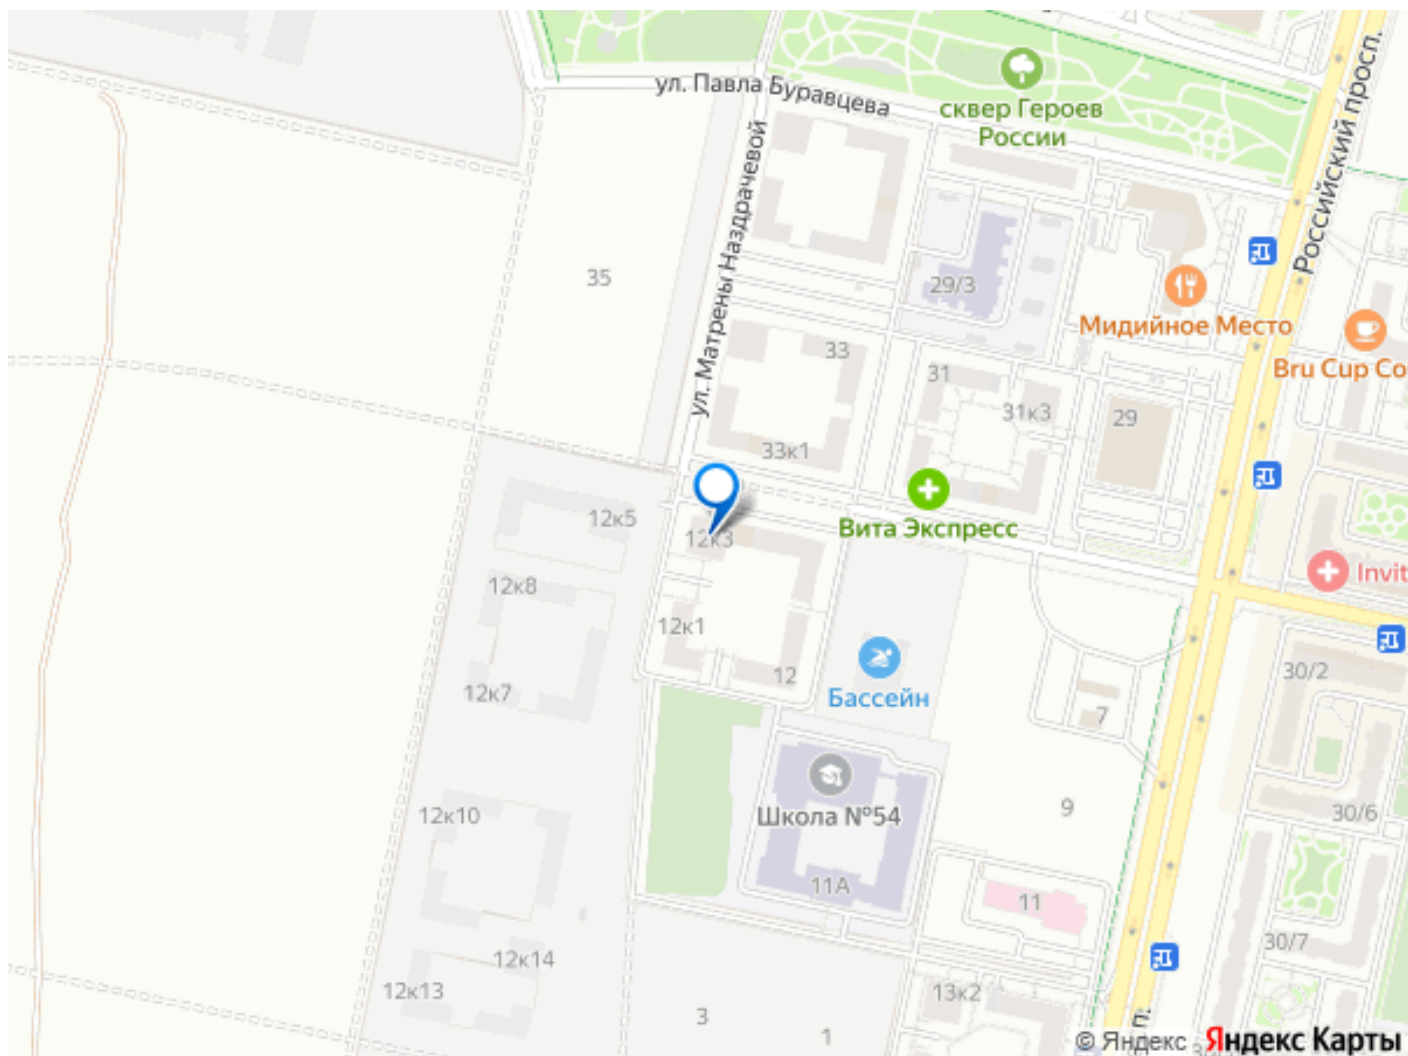 ул. Павла Буравцева
сквер Героев
России
Российский просп.
ул. Матрены Наздрачевой
35
29/3
Мидийное Место
33
31
Bru Cup Co
31к3
29
33к1
Вита Экспресс
12к5
12к3
12к8
Invit
12к1
12к7
12
Бассейн
30/2
7
Школа №54
12к10
9
30/6
11А
11
30/7
12к14
12к13
13к2
3
1
п.
© Яндекс
Яндекс Карты